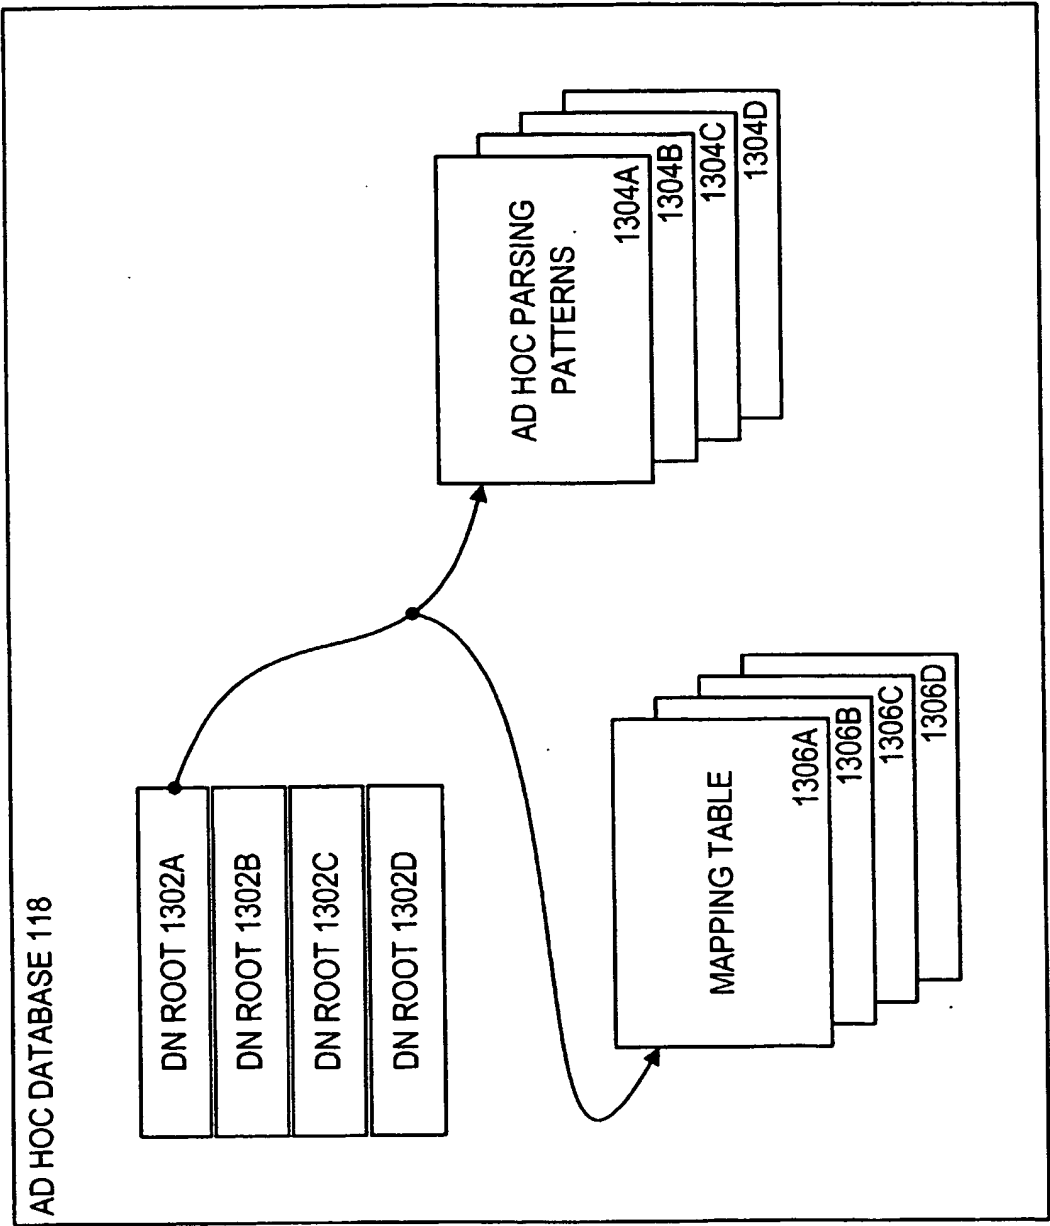 AD HOC DATABASE 118
DN ROOT 1302A
DN ROOT 1302B
DN ROOT 1302C
DN ROOT 1302D
AD HOC PARSING
PATTERNS
1304A
1304B
1304C
1304D
MAPPING TABLE
1306A
1306B
1306C
1306D